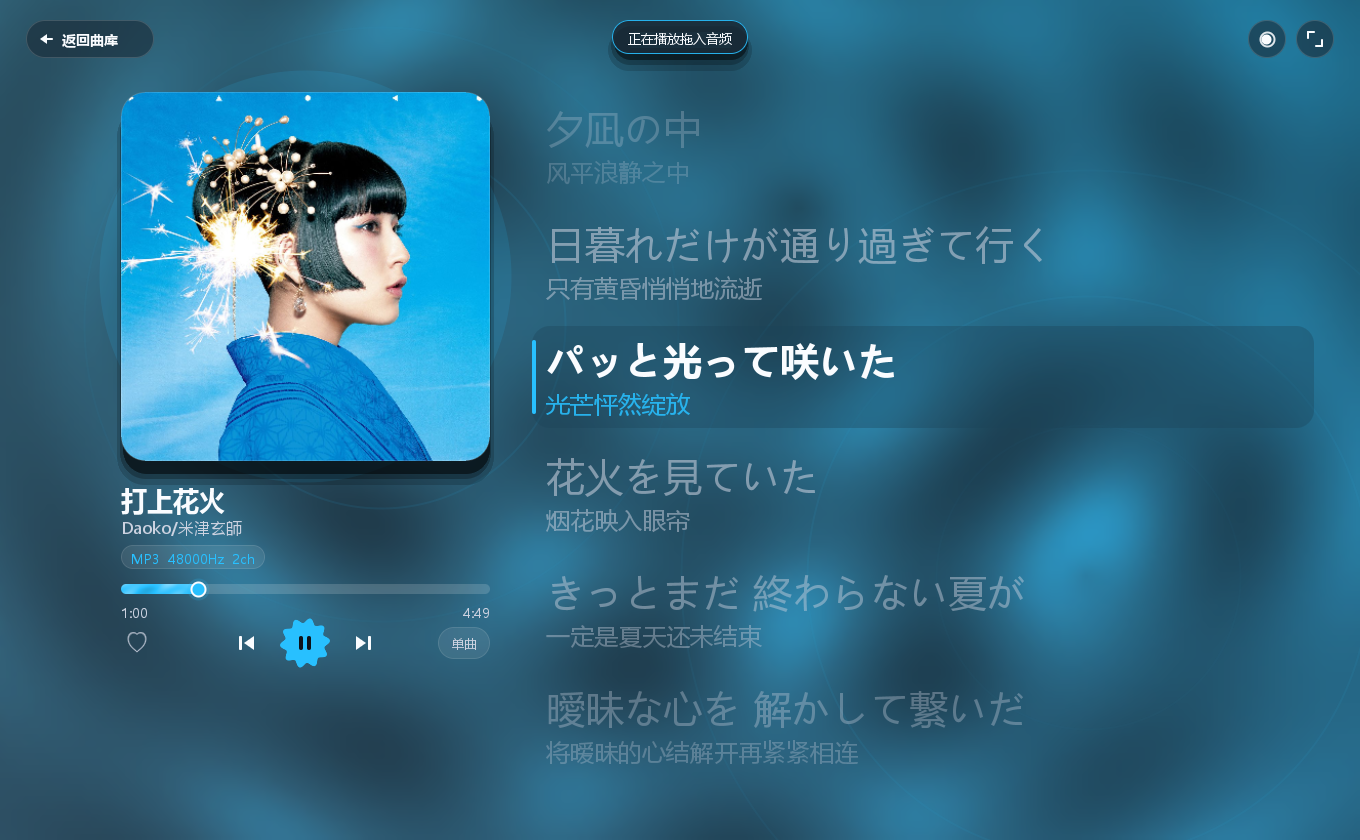 返回曲库
正在播放拖入音频
夕凪の中
风平浪静之中
日暮れだけが通り過ぎて行く
只有黄昏悄悄地流逝
パッと光って咲いた
光芒怦然绽放
花火を見ていた
烟花映入眼帘
きっとまだ 終わらない夏が
一定是夏天还未结束
曖昧な心を 解かして繋いだ
将暧昧的心结解开再紧紧相连
打上花火
Daoko/米津玄師
MP3 48000Hz 2ch
1:00
4:49
单曲